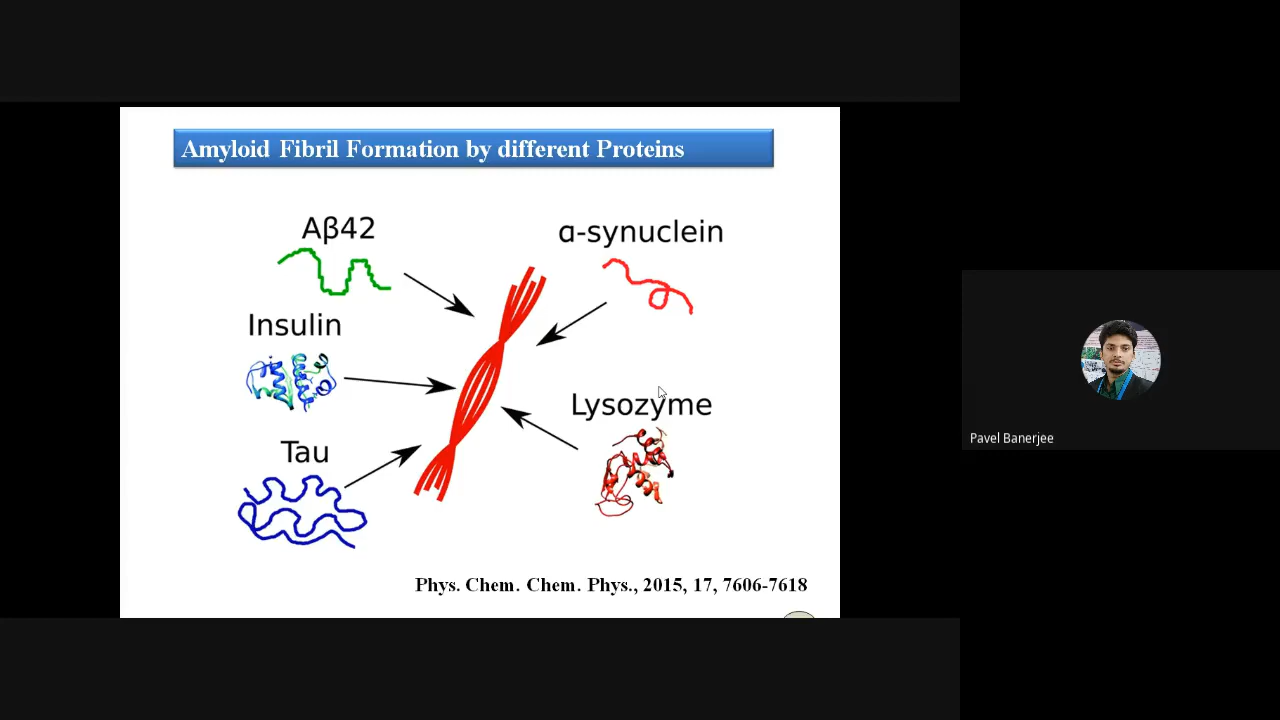 Amyloid Fibril Formation by different Proteins
Aβ42
α-synuclein
Insulin
Lysozyme
Tau
Phys. Chem. Chem. Phys., 2015, 17, 7606-7618
Pavel Banerjee